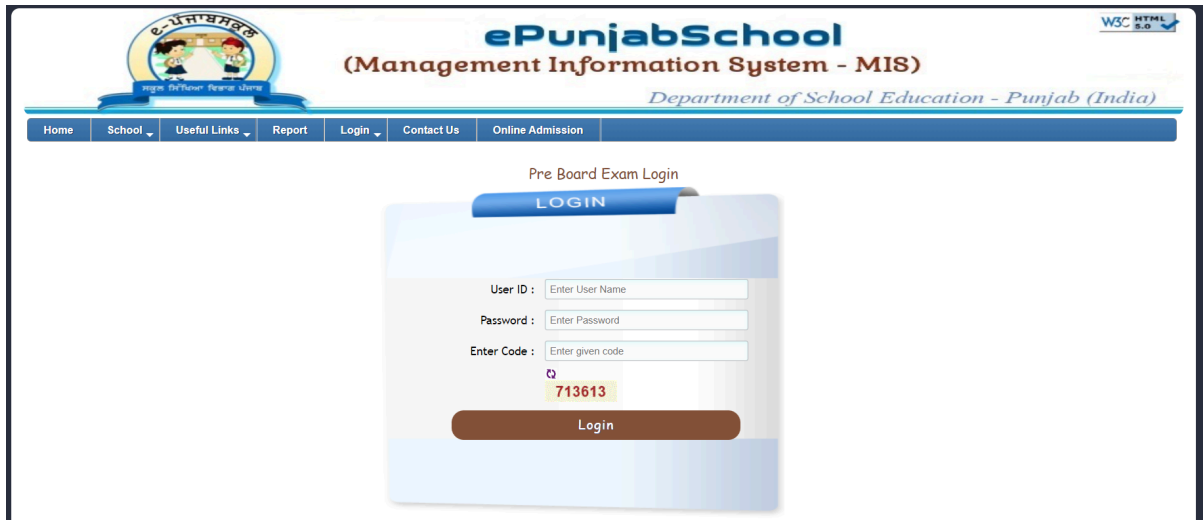 ਈ-ਪੰਜਾਬਸਕੂਲ
ਸਕੂਲ ਸਿੱਖਿਆ ਵਿਭਾਗ ਪੰਜਾਬ
ePunjabSchool
(Management Information System - MIS)
Department of School Education - Punjab (India)
W3C HTML 5.0
Home School Useful Links Report Login Contact Us Online Admission
Pre Board Exam Login
LOGIN
User ID : Enter User Name
Password : Enter Password
Enter Code : Enter given code
713613
Login